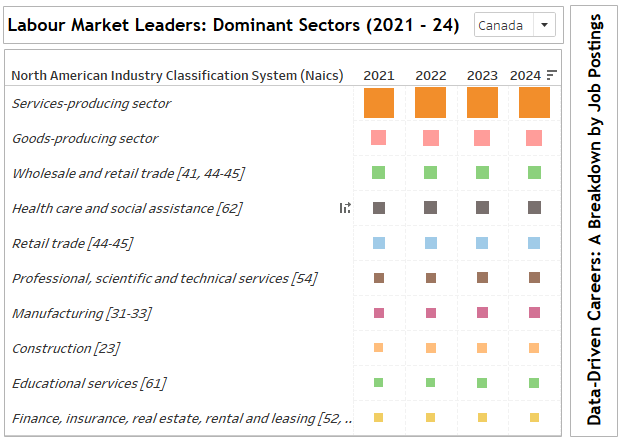 Labour Market Leaders: Dominant Sectors (2021 - 24)
Canada
North American Industry Classification System (Naics) 2021 2022 2023 2024
Services-producing sector
Goods-producing sector
Wholesale and retail trade [41, 44-45]
Health care and social assistance [62]
Retail trade [44-45]
Professional, scientific and technical services [54]
Manufacturing [31-33]
Construction [23]
Educational services [61]
Finance, insurance, real estate, rental and leasing [52, ..
Data-Driven Careers: A Breakdown by Job Postings